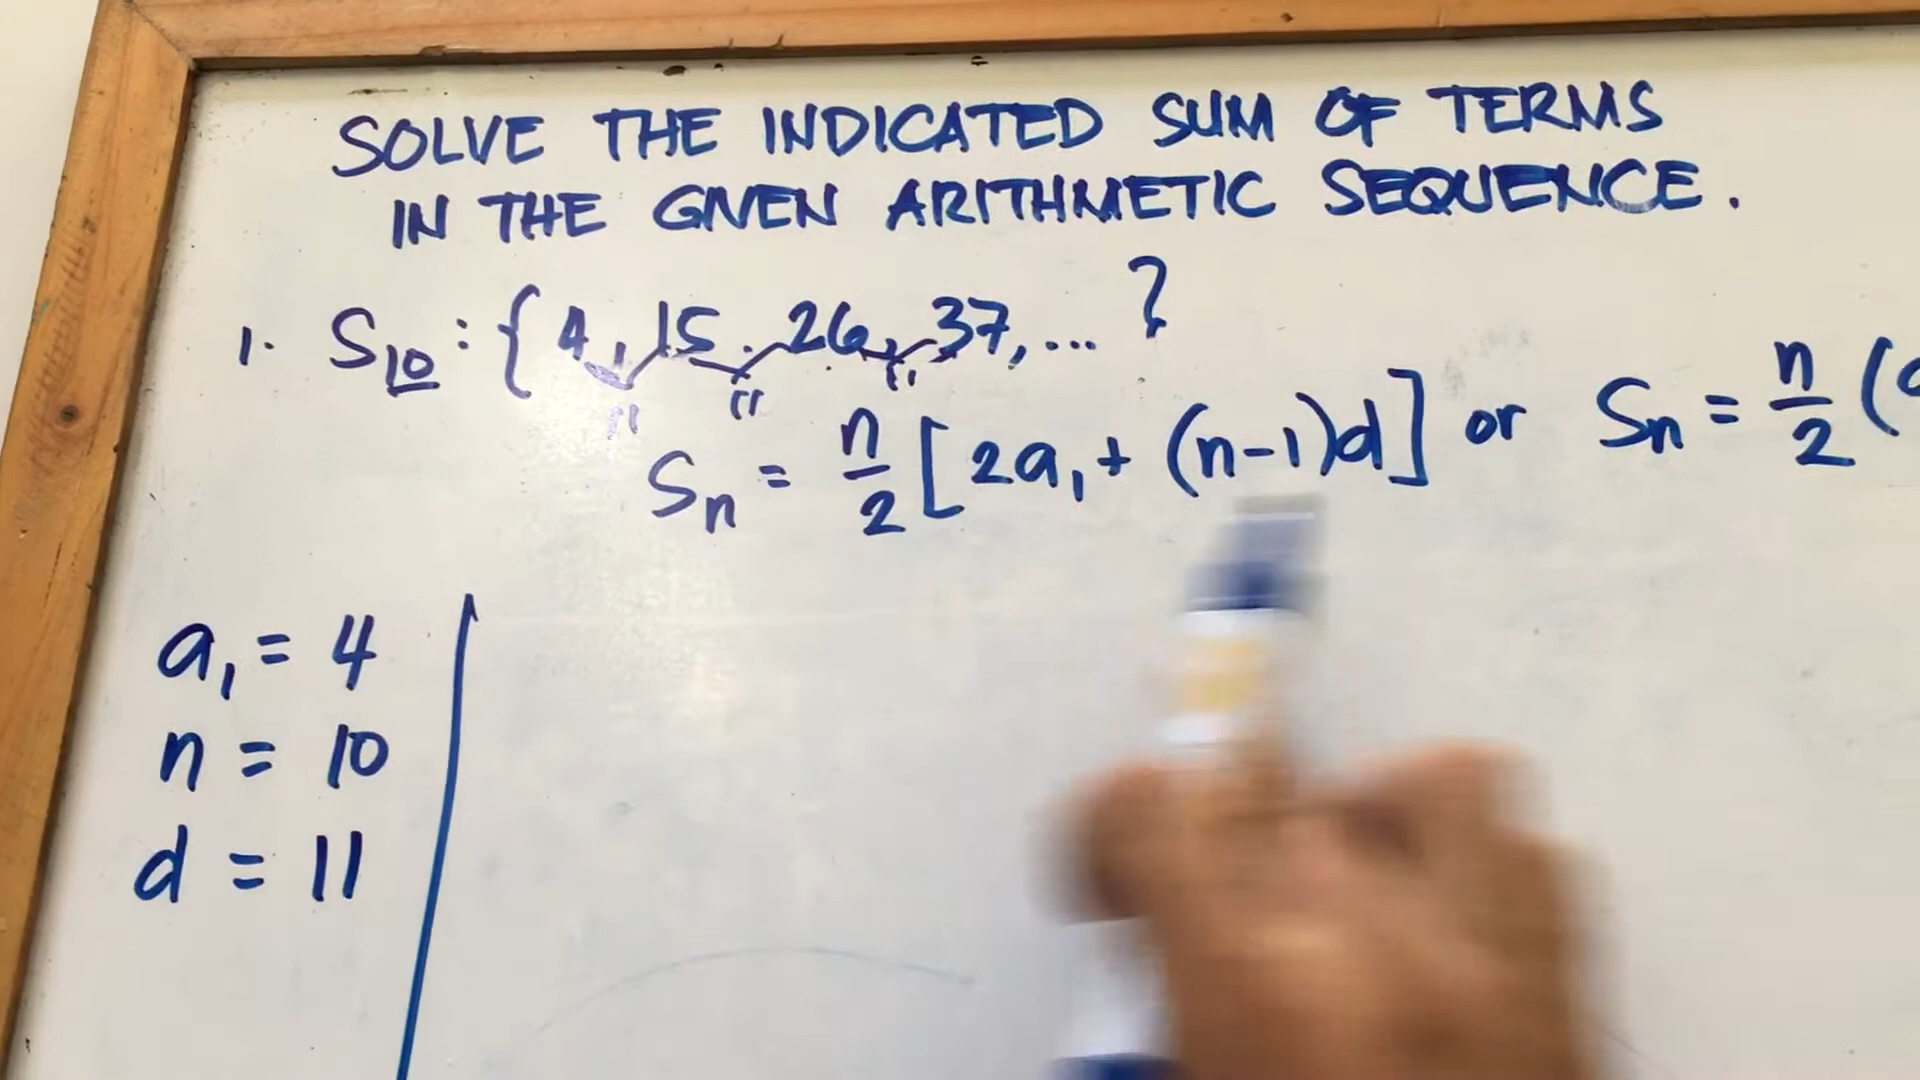 SOLVE THE INDICATED SUM OF TERMS
IN THE GIVEN ARITHMETIC SEQUENCE.
1. S10 : { 4, 15, 26, 37, ... ?
11 11 11
Sn = n/2 [2a1 + (n-1)d] or Sn = n/2 (
a1 = 4
n = 10
d = 11